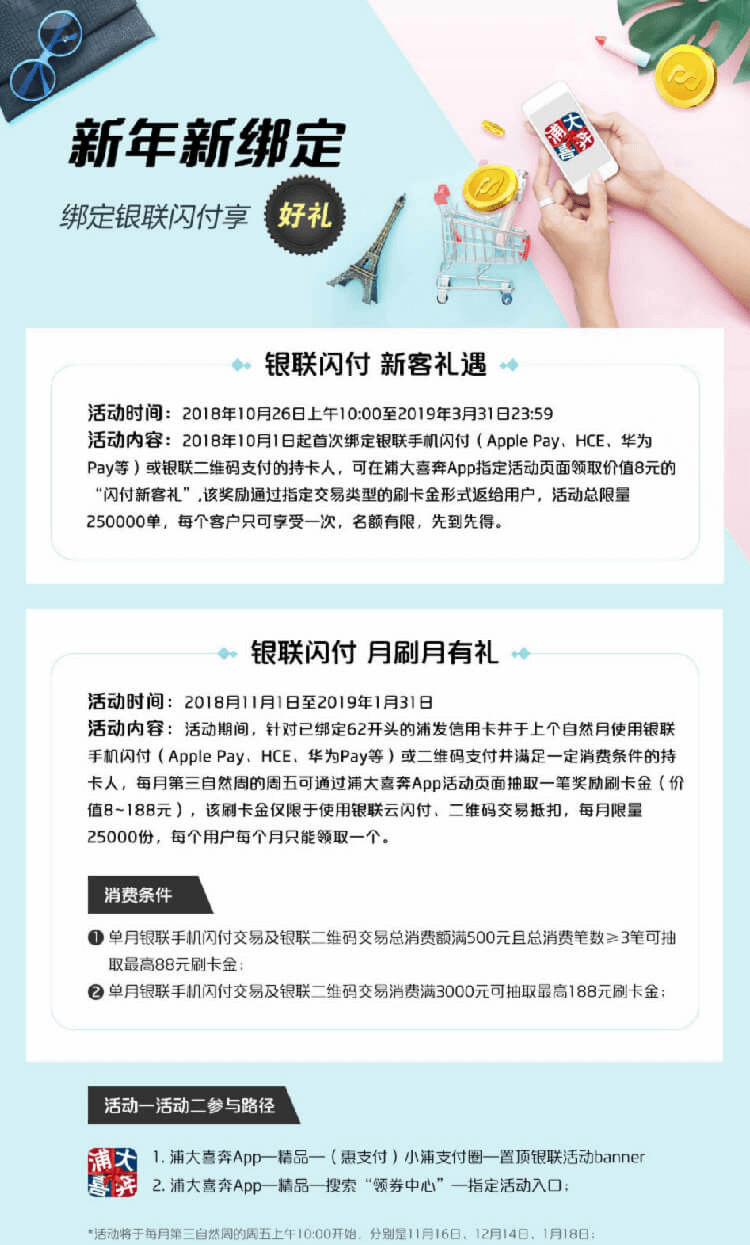 浦大
喜奔
新年新绑定
绑定银联闪付享 好礼
银联闪付 新客礼遇
活动时间：2018年10月26日上午10:00至2019年3月31日23:59
活动内容：2018年10月1日起首次绑定银联手机闪付（Apple Pay、HCE、华为
Pay等）或银联二维码支付的持卡人，可在浦大喜奔App指定活动页面领取价值8元的
“闪付新客礼”,该奖励通过指定交易类型的刷卡金形式返给用户，活动总限量
250000单，每个客户只可享受一次，名额有限，先到先得。
银联闪付 月刷月有礼
活动时间：2018月11月1日至2019年1月31日
活动内容：活动期间，针对已绑定62开头的浦发信用卡并于上个自然月使用银联
手机闪付（Apple Pay、HCE、华为Pay等）或二维码支付并满足一定消费条件的持
卡人，每月第三自然周的周五可通过浦大喜奔App活动页面抽取一笔奖励刷卡金（价
值8~188元），该刷卡金仅限于使用银联云闪付、二维码交易抵扣，每月限量
25000份，每个用户每个月只能领取一个。
消费条件
❶ 单月银联手机闪付交易及银联二维码交易总消费额满500元且总消费笔数≥3笔可抽
取最高88元刷卡金；
❷ 单月银联手机闪付交易及银联二维码交易消费满3000元可抽取最高188元刷卡金；
活动一活动二参与路径
浦大
喜奔
1. 浦大喜奔App—精品—（惠支付）小浦支付圈—置顶银联活动banner
2. 浦大喜奔App—精品—搜索“领券中心”—指定活动入口；
*活动将于每月第三自然周的周五上午10:00开始，分别是11月16日、12月14日、1月18日；